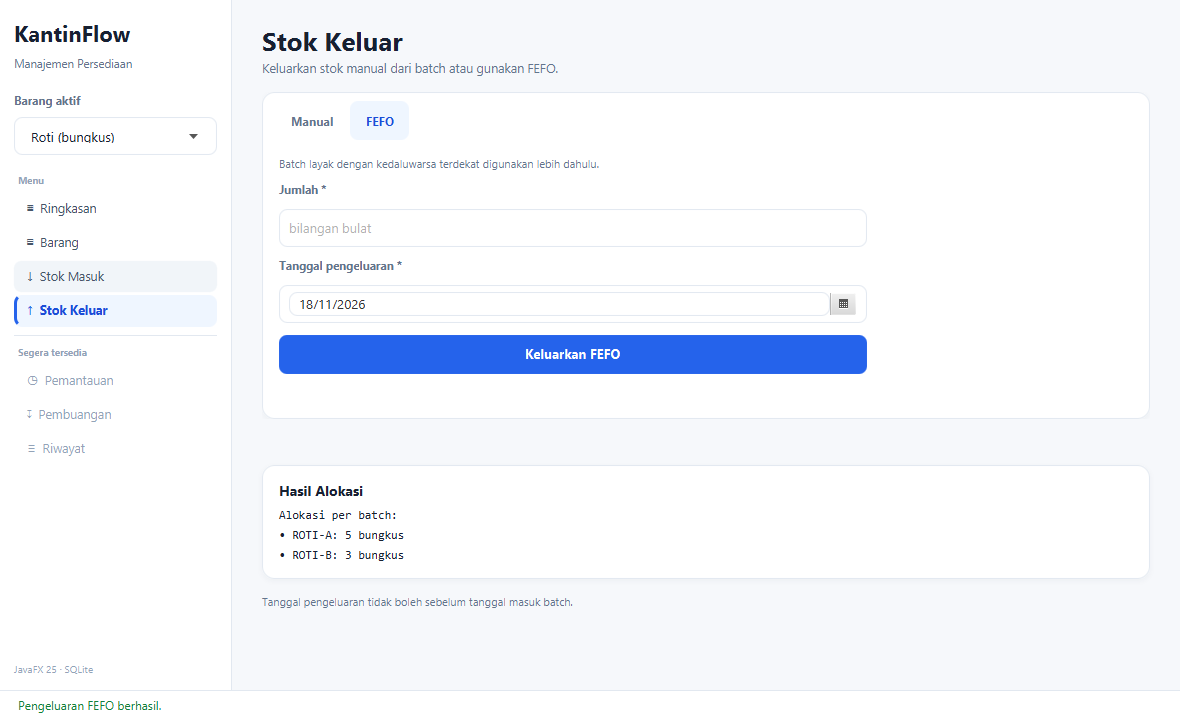 KantinFlow
Manajemen Persediaan
Barang aktif
Roti (bungkus)
Menu
≡ Ringkasan
≡ Barang
↓ Stok Masuk
↑ Stok Keluar
Segera tersedia
◷ Pemantauan
↧ Pembuangan
☰ Riwayat
JavaFX 25 · SQLite
Stok Keluar
Keluarkan stok manual dari batch atau gunakan FEFO.
Manual FEFO
Batch layak dengan kedaluwarsa terdekat digunakan lebih dahulu.
Jumlah *
bilangan bulat
Tanggal pengeluaran *
18/11/2026
Keluarkan FEFO
Hasil Alokasi
Alokasi per batch:
• ROTI-A: 5 bungkus
• ROTI-B: 3 bungkus
Tanggal pengeluaran tidak boleh sebelum tanggal masuk batch.
Pengeluaran FEFO berhasil.